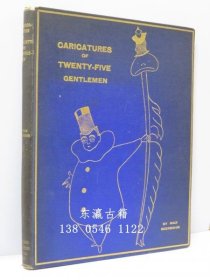 CARICATURES
OF
TWENTY-FIVE
GENTLEMEN
东瀛古籍
138 0546 1122
BY MAX
BEERBOHM